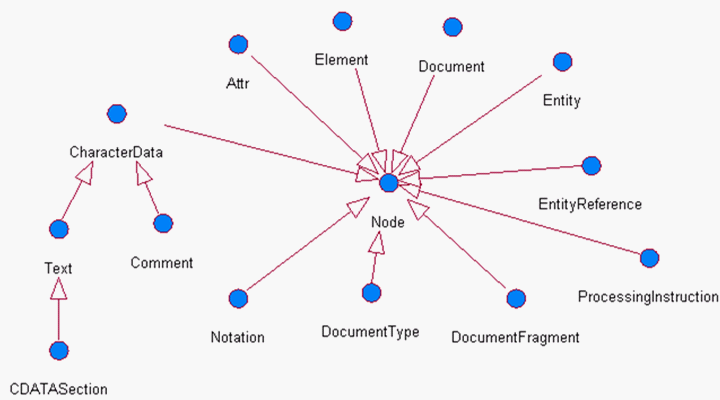 Element
Document
Attr
Entity
CharacterData
EntityReference
Node
Text
Comment
ProcessingInstruction
Notation
DocumentType
DocumentFragment
CDATASection